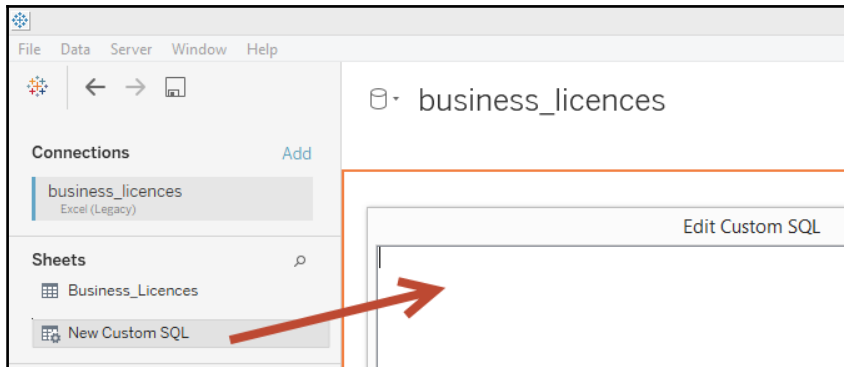 File Data Server Window Help
business_licences
Connections Add
business_licences
Excel (Legacy)
Edit Custom SQL
Sheets
Business_Licences
New Custom SQL